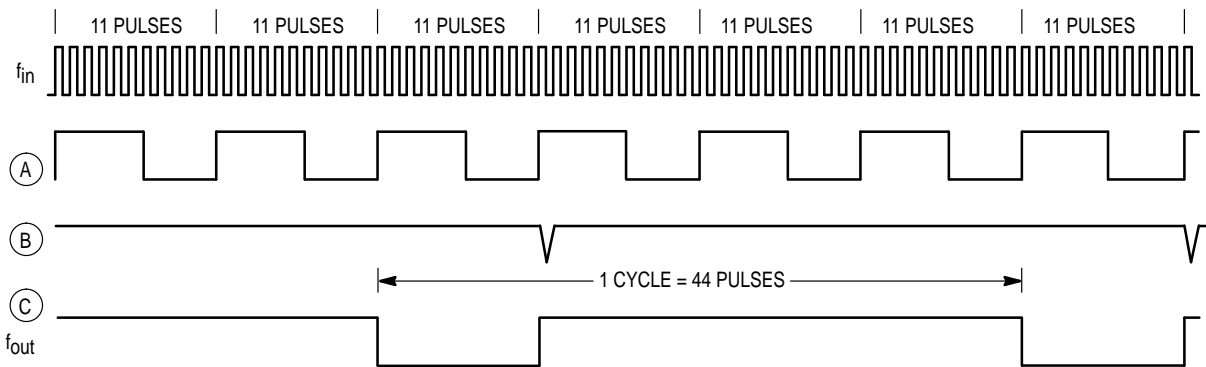 11 PULSES 11 PULSES 11 PULSES 11 PULSES 11 PULSES 11 PULSES 11 PULSES
fin
A
B
1 CYCLE = 44 PULSES
C
fout